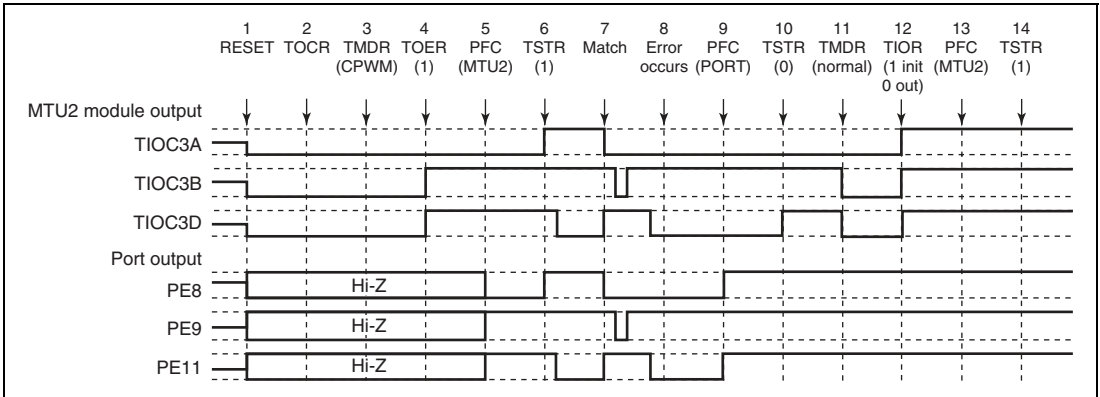 1 2 3 4 5 6 7 8 9 10 11 12 13 14
RESET TOCR TMDR TOER PFC TSTR Match Error PFC TSTR TMDR TIOR PFC TSTR
(CPWM) (1) (MTU2) (1) occurs (PORT) (0) (normal) (1 init (MTU2) (1)
0 out)
MTU2 module output
TIOC3A
TIOC3B
TIOC3D
Port output
PE8 Hi-Z
PE9 Hi-Z
PE11 Hi-Z